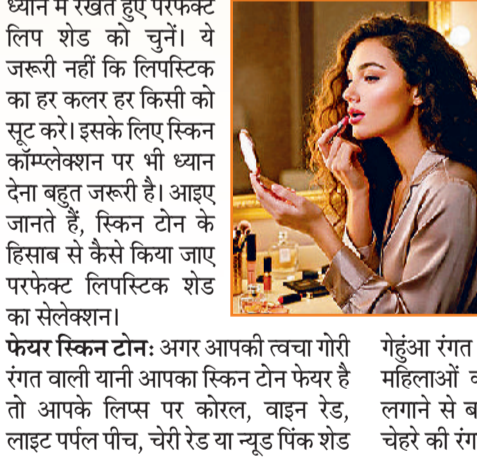 ध्यान में रखते हुए परफेक्ट
लिप शेड को चुनें। ये
जरूरी नहीं कि लिपस्टिक
का हर कलर हर किसी को
सूट करे। इसके लिए स्किन
कॉम्प्लेक्शन पर भी ध्यान
देना बहुत जरूरी है। आइए
जानते हैं, स्किन टोन के
हिसाब से कैसे किया जाए
परफेक्ट लिपस्टिक शेड
का सेलेक्शन।
फेयर स्किन टोन: अगर आपकी त्वचा गोरी
रंगत वाली यानी आपका स्किन टोन फेयर है
तो आपके लिप्स पर कोरल, वाइन रेड,
लाइट पर्पल पीच, चेरी रेड या न्यूड पिंक शेड
गेहुंआ रंगत
महिलाओं
लगाने से
चेहरे की